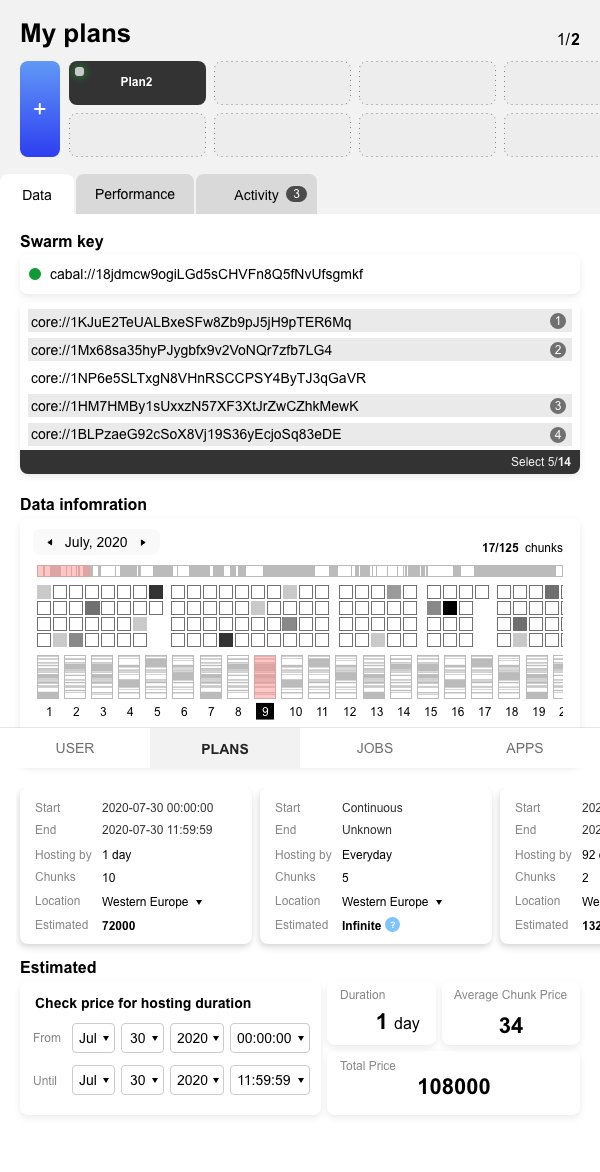 My plans
1/2
+
Plan2
Data
Performance
Activity 3
Swarm key
cabal://18jdmcw9ogiLGd5sCHVFn8Q5fNvUfsgmkf
core://1KJuE2TeUALBxeSFw8Zb9pJ5jH9pTER6Mq 1
core://1Mx68sa35hyPJygbfx9v2VoNQr7zfb7LG4 2
core://1NP6e5SLTxgN8VHnRSCCPSY4ByTJ3qGaVR
core://1HM7HMBy1sUxxzN57XF3XtJrZwCZhkMewK 3
core://1BLPzaeG92cSoX8Vj19S36yEcjoSq83eDE 4
Select 5/14
Data infomration
July, 2020
17/125 chunks
1 2 3 4 5 6 7 8 9 10 11 12 13 14 15 16 17 18 19 2
USER
PLANS
JOBS
APPS
Start 2020-07-30 00:00:00
End 2020-07-30 11:59:59
Hosting by 1 day
Chunks 10
Location Western Europe
Estimated 72000
Start Continuous
End Unknown
Hosting by Everyday
Chunks 5
Location Western Europe
Estimated Infinite ?
Start 202
End 202
Hosting by 92
Chunks 2
Location We
Estimated 132
Estimated
Check price for hosting duration
From Jul 30 2020 00:00:00
Until Jul 30 2020 11:59:59
Duration
1 day
Average Chunk Price
34
Total Price
108000